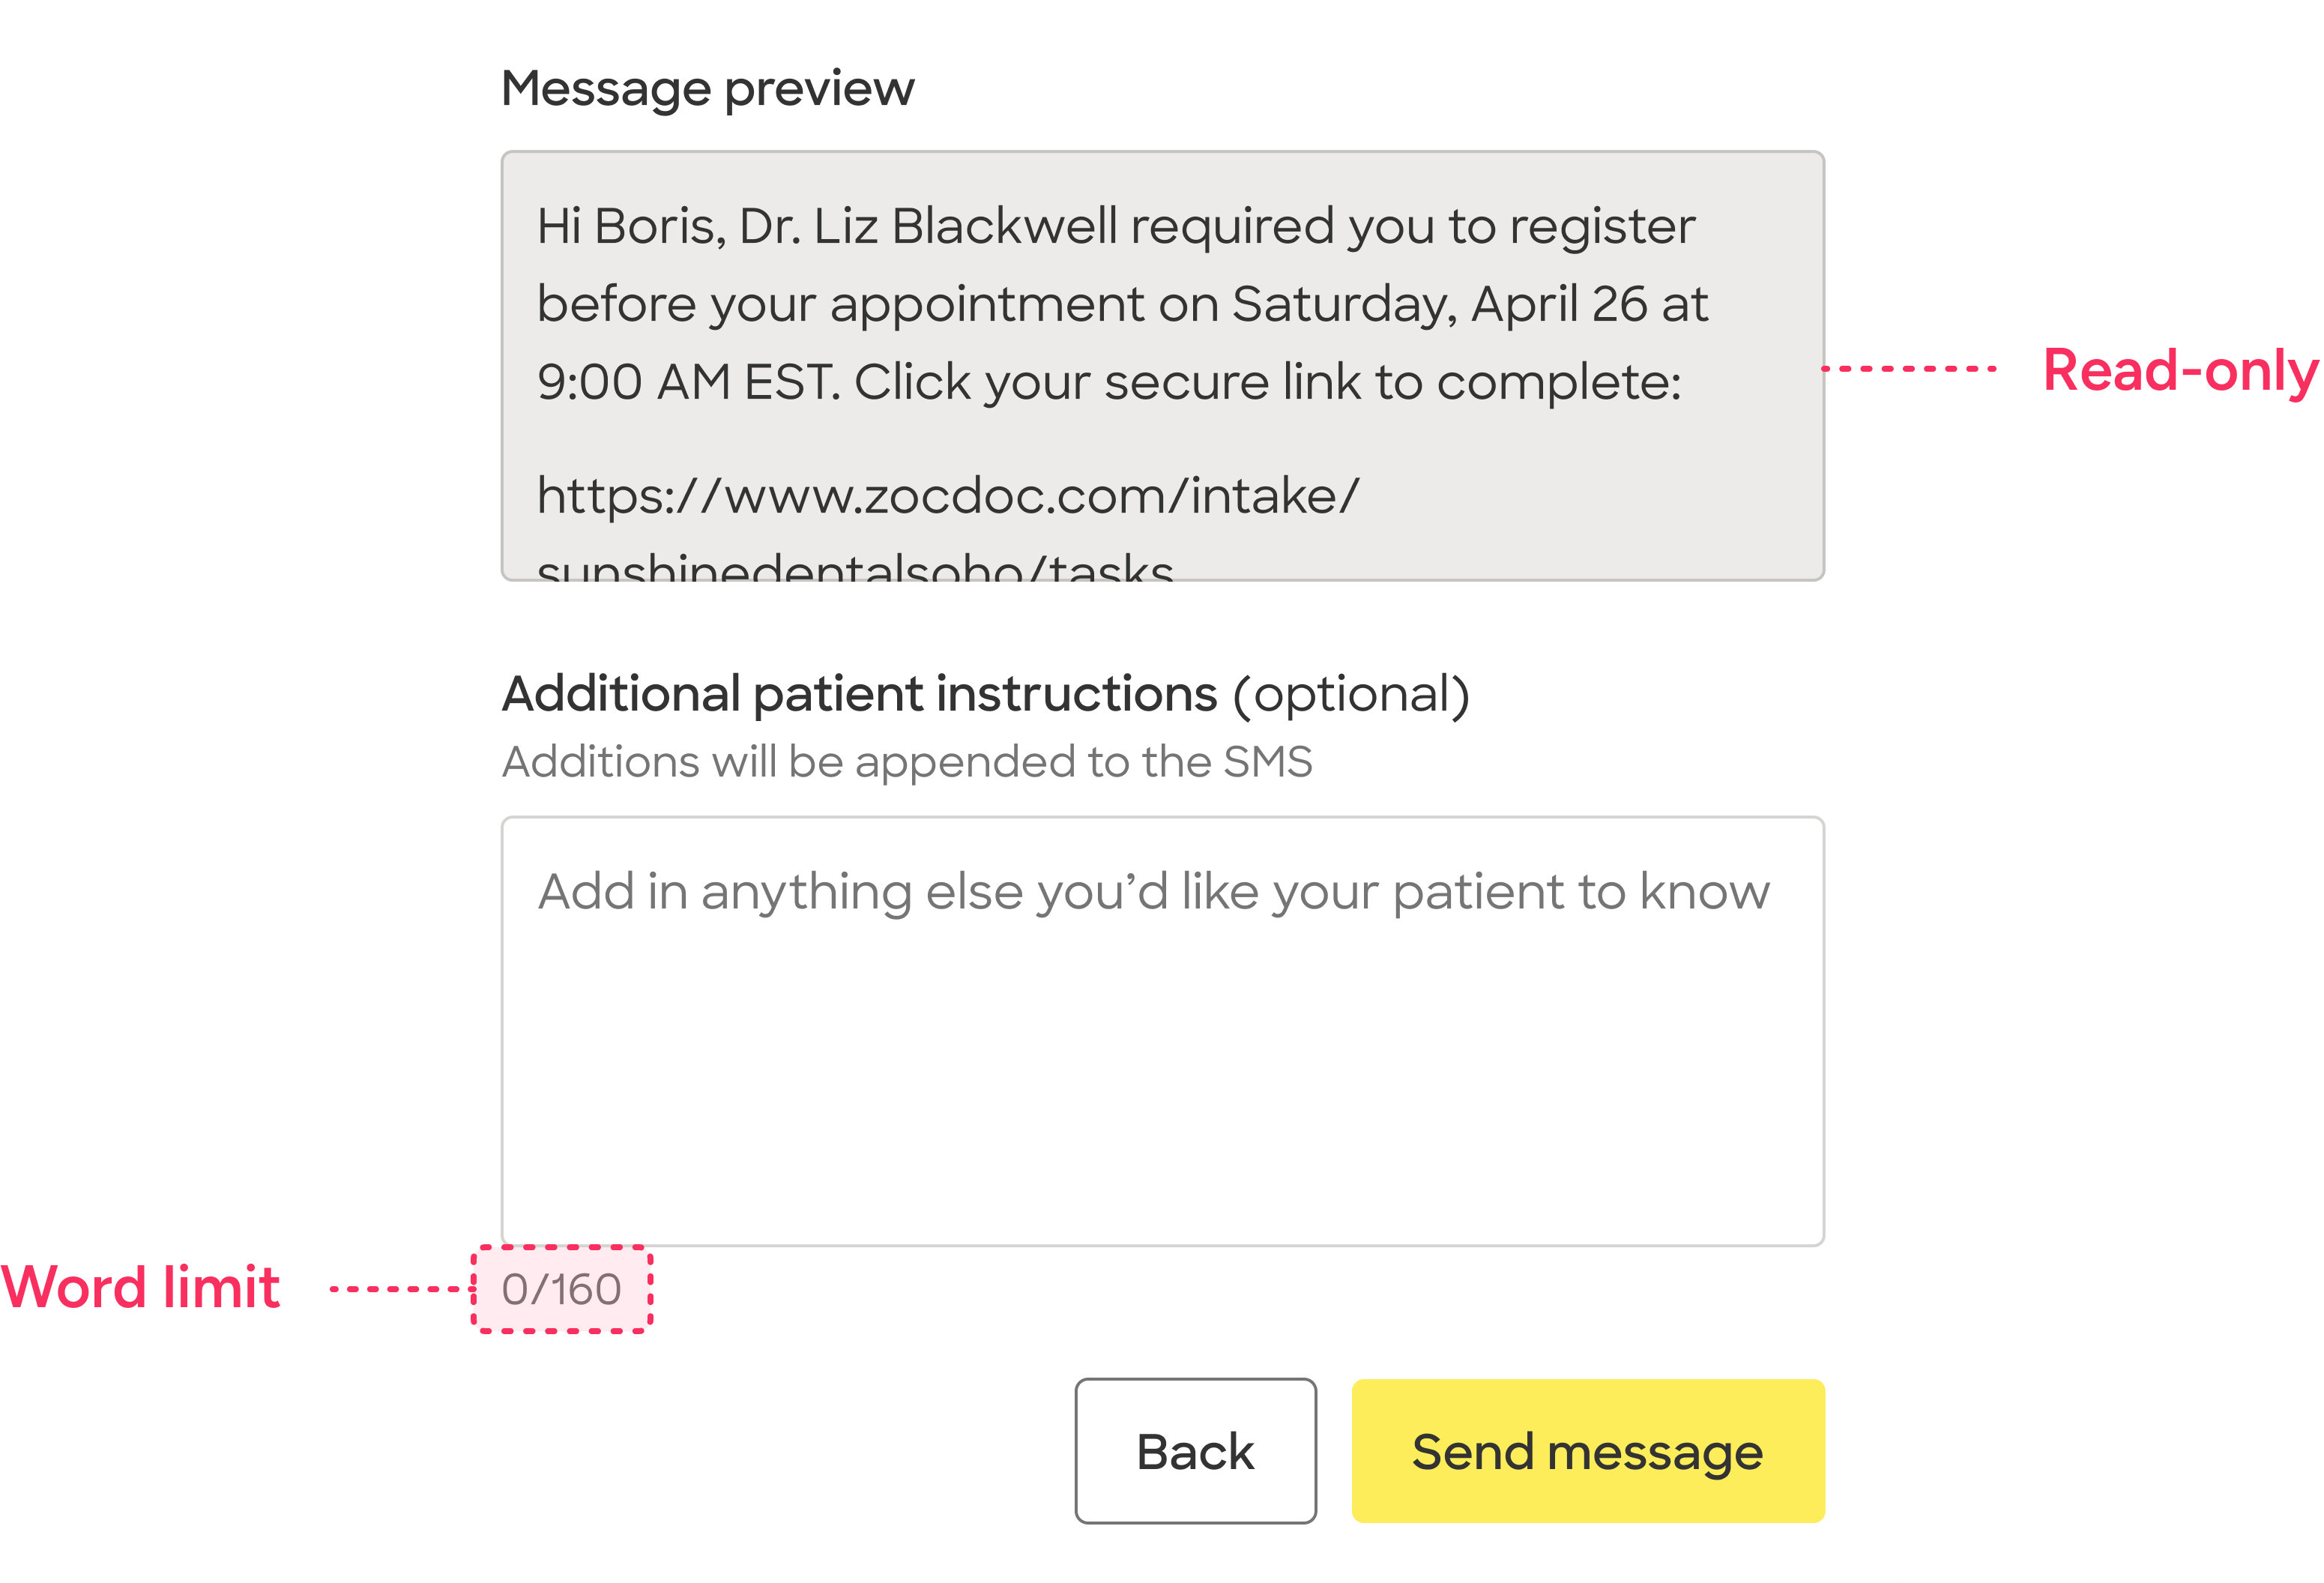 Message preview
Hi Boris, Dr. Liz Blackwell required you to register
before your appointment on Saturday, April 26 at
9:00 AM EST. Click your secure link to complete:
https://www.zocdoc.com/intake/
sunshinedentalsoho/tasks
Read-only
Additional patient instructions (optional)
Additions will be appended to the SMS
Add in anything else you’d like your patient to know
Word limit
0/160
Back
Send message